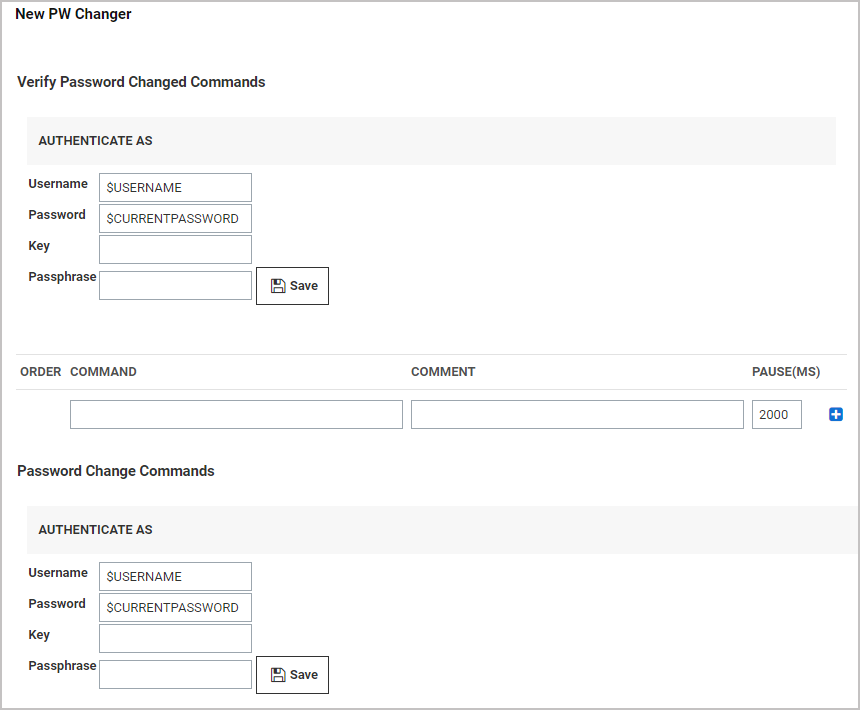 New PW Changer
Verify Password Changed Commands
AUTHENTICATE AS
Username $USERNAME
Password $CURRENTPASSWORD
Key
Passphrase Save
ORDER COMMAND COMMENT PAUSE(MS)
2000
Password Change Commands
AUTHENTICATE AS
Username $USERNAME
Password $CURRENTPASSWORD
Key
Passphrase Save